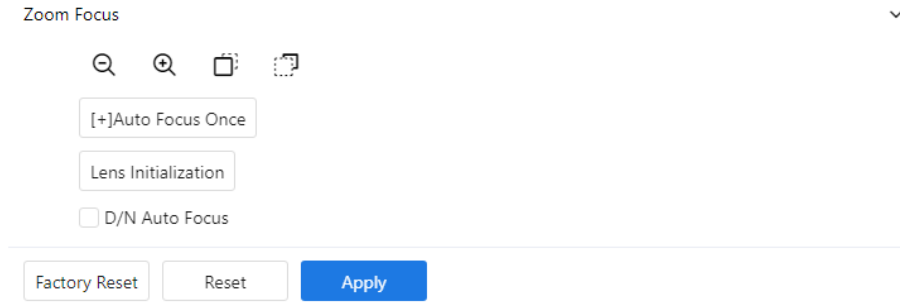 Zoom Focus
[+]Auto Focus Once
Lens Initialization
D/N Auto Focus
Factory Reset Reset Apply